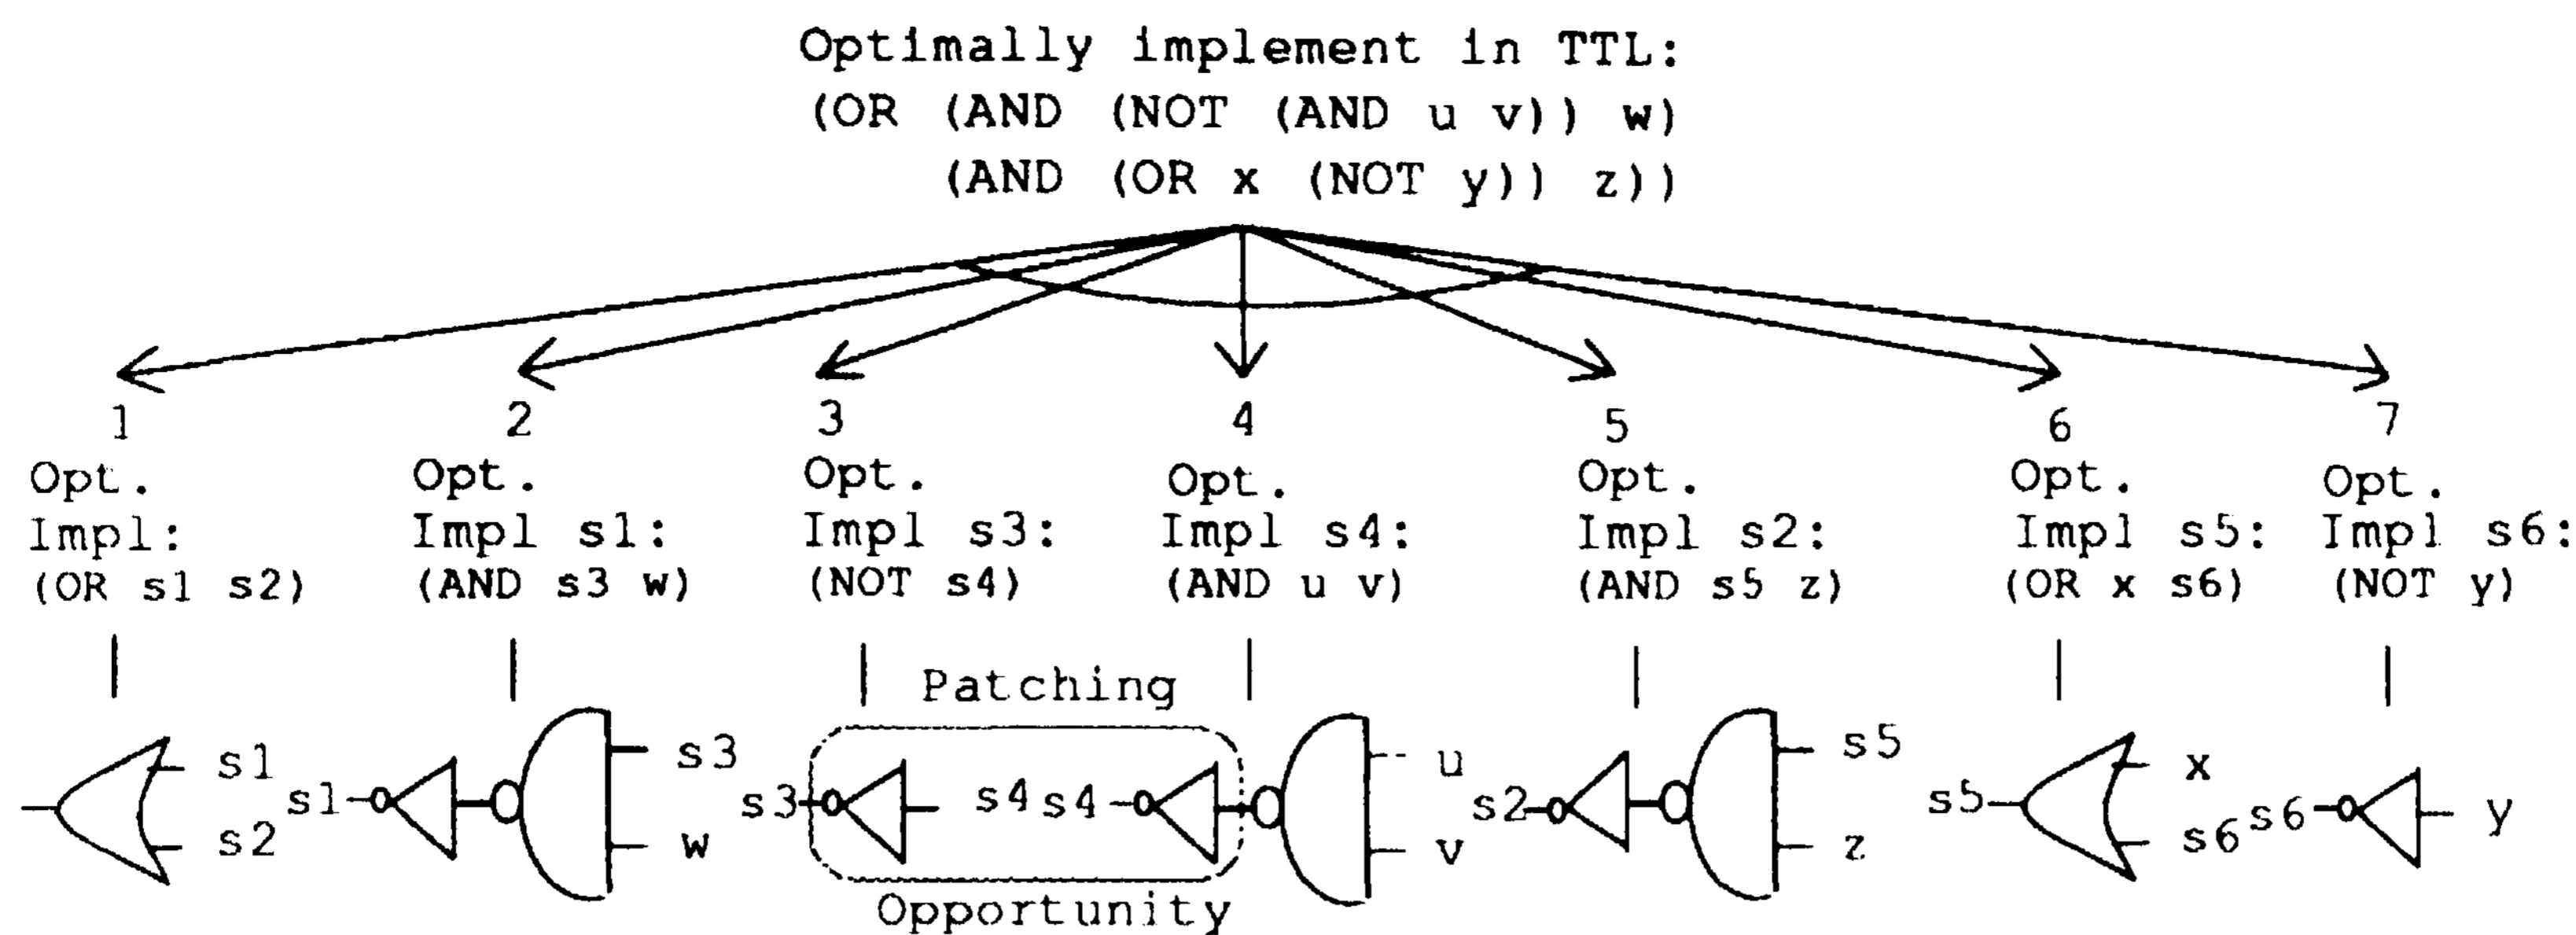 Optimally implement in TTL:
(OR (AND (NOT (AND u v)) w)
(AND (OR x (NOT y)) z))
1 2 3 4 5 6 7
Opt. Opt. Opt. Opt. Opt. Opt. Opt.
Impl: Impl s1: Impl s3: Impl s4: Impl s2: Impl s5: Impl s6:
(OR s1 s2) (AND s3 w) (NOT s4) (AND u v) (AND s5 z) (OR x s6) (NOT y)
Patching
s1 s3 u s5 x
s1 s3 s4 s4 s2 s5 s6 y
s2 w v z s6
Opportunity